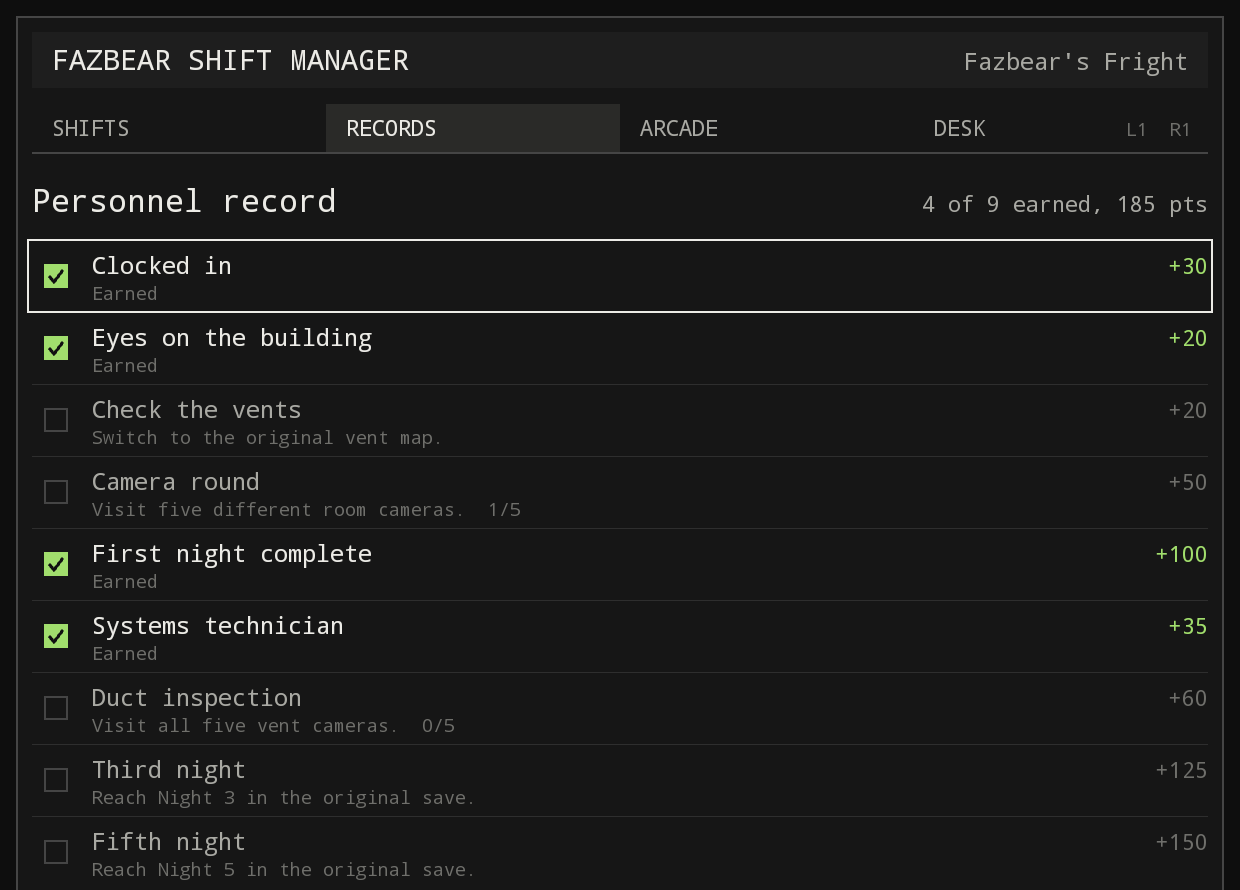 FAZBEAR SHIFT MANAGER
Fazbear's Fright
SHIFTS
RECORDS
ARCADE
DESK
L1 R1
Personnel record
4 of 9 earned, 185 pts
Clocked in
+30
Earned
Eyes on the building
+20
Earned
Check the vents
+20
Switch to the original vent map.
Camera round
+50
Visit five different room cameras. 1/5
First night complete
+100
Earned
Systems technician
+35
Earned
Duct inspection
+60
Visit all five vent cameras. 0/5
Third night
+125
Reach Night 3 in the original save.
Fifth night
+150
Reach Night 5 in the original save.